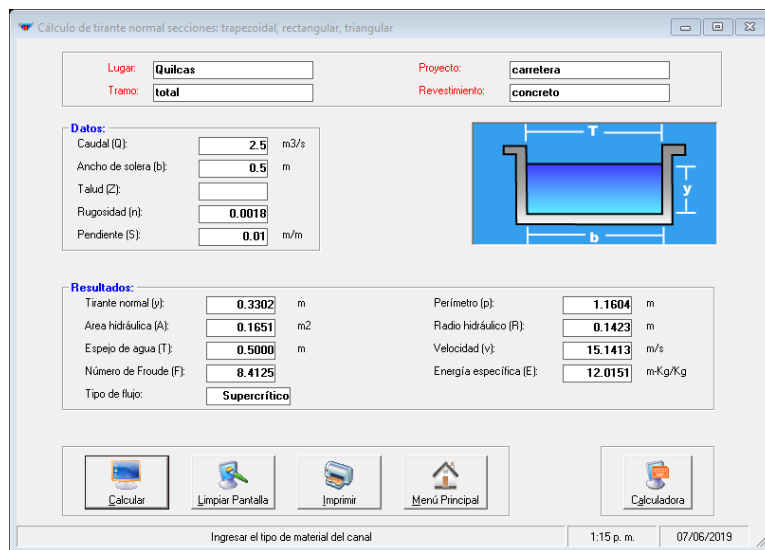 Cálculo de tirante normal secciones: trapezoidal, rectangular, triangular
Lugar: Quilcas Proyecto: carretera
Tramo: total Revestimiento: concreto
Datos:
Caudal (Q): 2.5 m3/s
Ancho de solera (b): 0.5 m
Talud (Z):
Rugosidad (n): 0.0018
Pendiente (S): 0.01 m/m
T
y
b
Resultados:
Tirante normal (y): 0.3302 m Perímetro (p): 1.1604 m
Area hidráulica (A): 0.1651 m2 Radio hidráulico (R): 0.1423 m
Espejo de agua (T): 0.5000 m Velocidad (v): 15.1413 m/s
Número de Froude (F): 8.4125 Energía específica (E): 12.0151 m-Kg/Kg
Tipo de flujo: Supercrítico
Calcular Limpiar Pantalla Imprimir Menú Principal Calculadora
Ingresar el tipo de material del canal 1:15 p. m. 07/06/2019